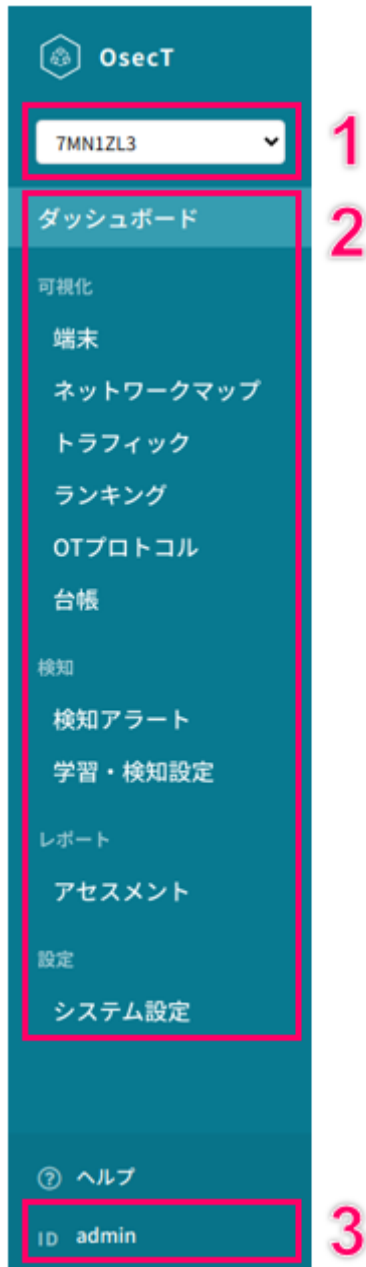 OsecT
7MN1ZL3
1
ダッシュボード
2
可視化
端末
ネットワークマップ
トラフィック
ランキング
OTプロトコル
台帳
検知
検知アラート
学習・検知設定
レポート
アセスメント
設定
システム設定
? ヘルプ
ID admin
3